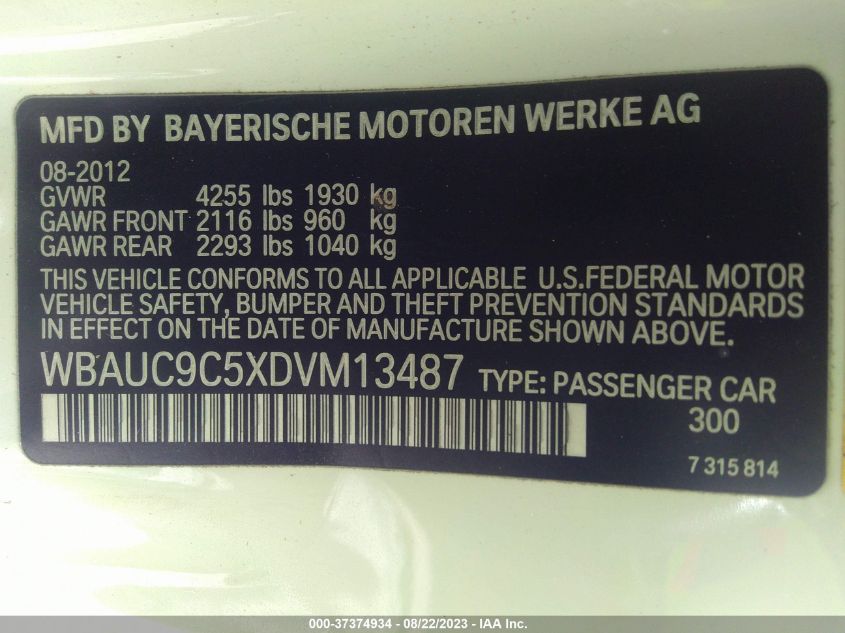 MFD BY BAYERISCHE MOTOREN WERKE AG
08-2012
GVWR 4255 lbs 1930 kg
GAWR FRONT 2116 lbs 960 kg
GAWR REAR 2293 lbs 1040 kg
THIS VEHICLE CONFORMS TO ALL APPLICABLE U.S.FEDERAL MOTOR
VEHICLE SAFETY, BUMPER AND THEFT PREVENTION STANDARDS
IN EFFECT ON THE DATE OF MANUFACTURE SHOWN ABOVE.
WBAUC9C5XDVM13487 TYPE: PASSENGER CAR
300
7 315 814
000-37374934 - 08/22/2023 - IAA Inc.